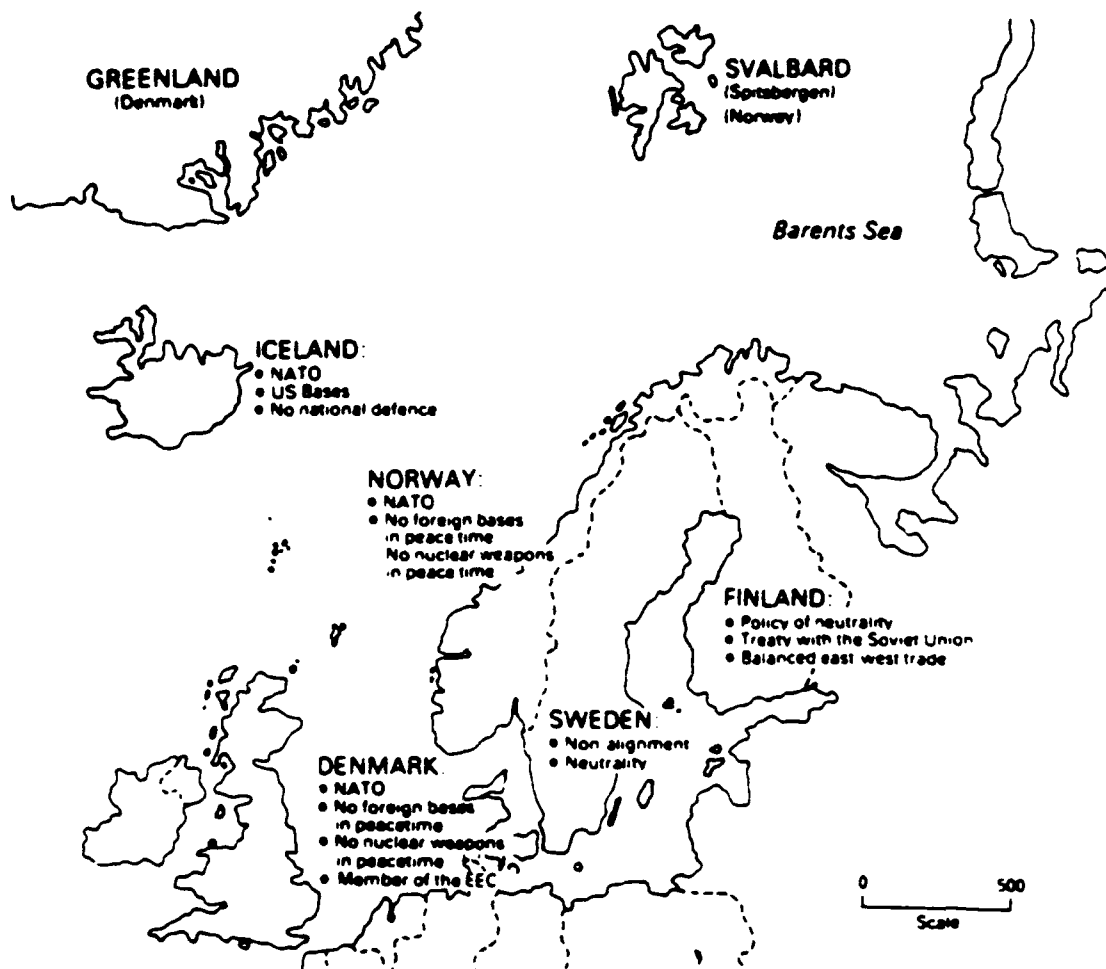 GREENLAND
(Denmark)
SVALBARD
(Spitsbergen)
(Norway)
Barents Sea
ICELAND:
• NATO
• US Bases
• No national defence
NORWAY:
• NATO
• No foreign bases
in peace time
No nuclear weapons
in peace time
FINLAND:
• Policy of neutrality
• Treaty with the Soviet Union
• Balanced east west trade
SWEDEN:
• Non alignment
• Neutrality
DENMARK:
• NATO
• No foreign bases
in peacetime
• No nuclear weapons
in peacetime
• Member of the EEC
0 500
Scale